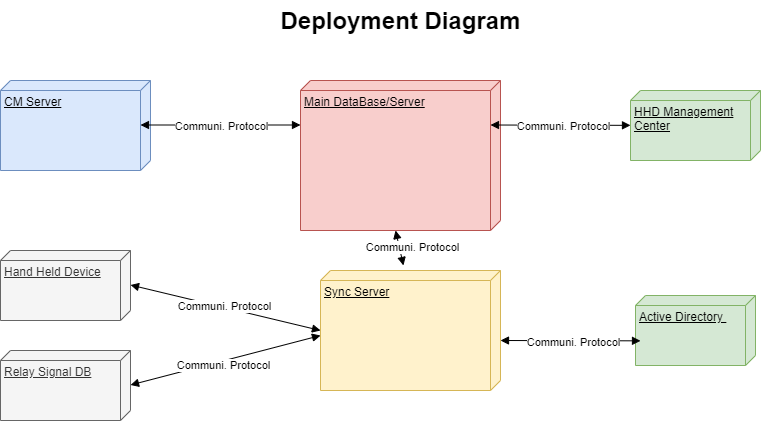 Deployment Diagram
CM Server
Main DataBase/Server
HHD Management
Center
Communi. Protocol
Communi. Protocol
Communi. Protocol
Hand Held Device
Sync Server
Communi. Protocol
Active Directory
Communi. Protocol
Relay Signal DB
Communi. Protocol